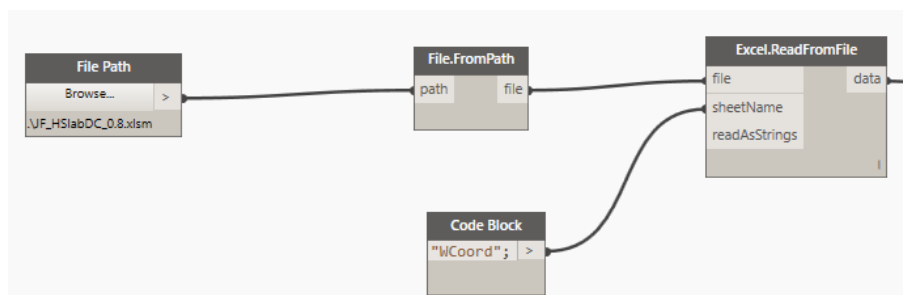 File Path
Browse...
>
.\JF_HSlabDC_0.8.xlsm
File.FromPath
path
file
Excel.ReadFromFile
file
data
sheetName
readAsStrings
l
Code Block
"WCoord";
>